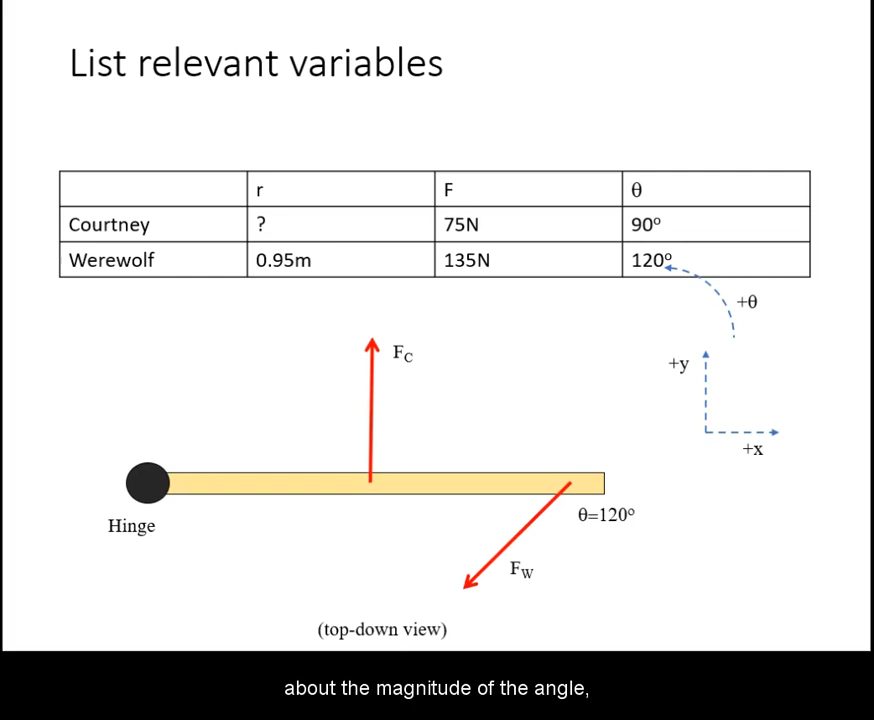 List relevant variables
r F θ
Courtney ? 75N 90º
Werewolf 0.95m 135N 120º
+θ
F_C
+y
+x
θ=120º
Hinge
F_W
(top-down view)
about the magnitude of the angle,